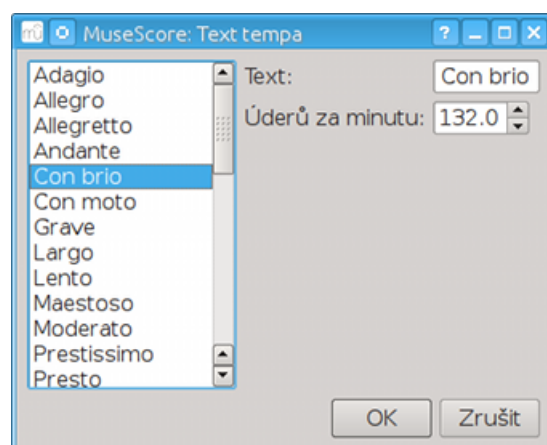 MuseScore: Text tempa
Adagio
Allegro
Allegretto
Andante
Con brio
Con moto
Grave
Largo
Lento
Maestoso
Moderato
Prestissimo
Presto
Text: Con brio
Úderů za minutu: 132.0
OK Zrušit